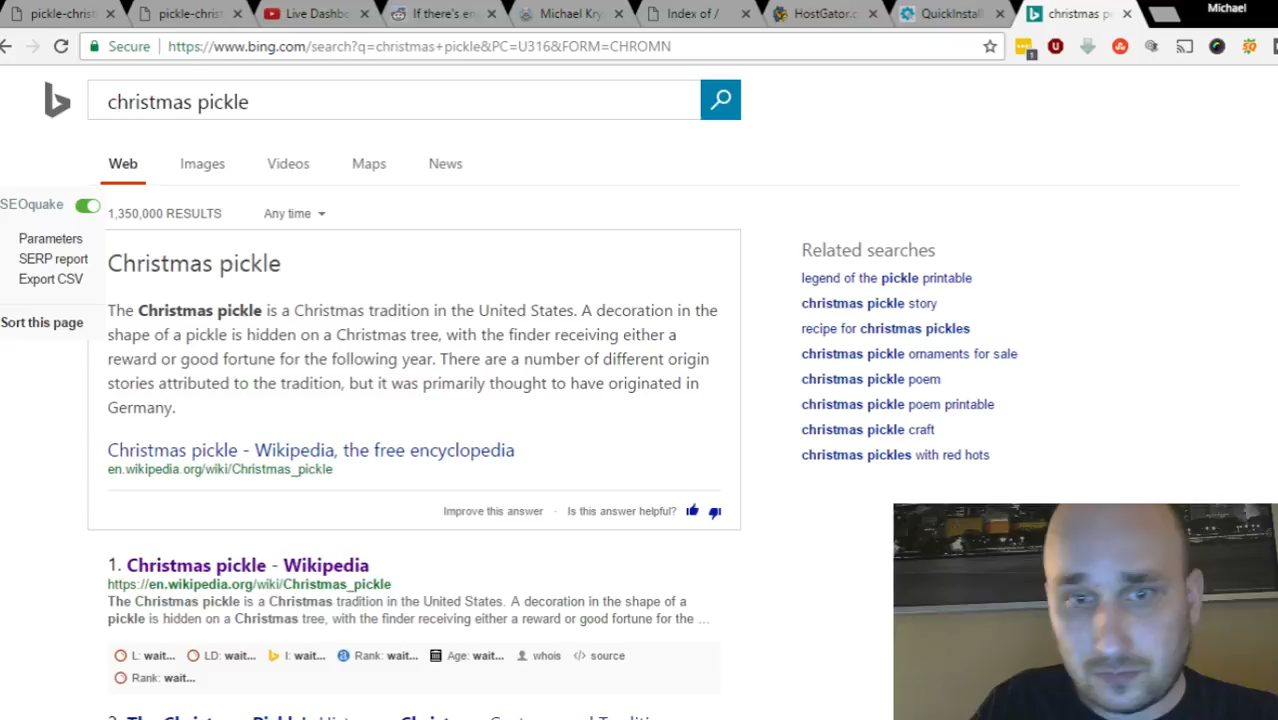 pickle-christ
pickle-christ
Live Dashbo
If there's en
Michael Kry
Index of /
HostGator.c
QuickInstall
christmas pi
Michael
Secure
https://www.bing.com/search?q=christmas+pickle&PC=U316&FORM=CHROMN
1
christmas pickle
Web
Images
Videos
Maps
News
SEOquake
Parameters
SERP report
Export CSV
Sort this page
1,350,000 RESULTS
Any time
Christmas pickle
The Christmas pickle is a Christmas tradition in the United States. A decoration in the
shape of a pickle is hidden on a Christmas tree, with the finder receiving either a
reward or good fortune for the following year. There are a number of different origin
stories attributed to the tradition, but it was primarily thought to have originated in
Germany.
Christmas pickle - Wikipedia, the free encyclopedia
en.wikipedia.org/wiki/Christmas_pickle
Improve this answer · Is this answer helpful?
1. Christmas pickle - Wikipedia
https://en.wikipedia.org/wiki/Christmas_pickle
The Christmas pickle is a Christmas tradition in the United States. A decoration in the shape of a
pickle is hidden on a Christmas tree, with the finder receiving either a reward or good fortune for the ...
L: wait... LD: wait... I: wait... Rank: wait... Age: wait... whois source
Rank: wait...
Related searches
legend of the pickle printable
christmas pickle story
recipe for christmas pickles
christmas pickle ornaments for sale
christmas pickle poem
christmas pickle poem printable
christmas pickle craft
christmas pickles with red hots